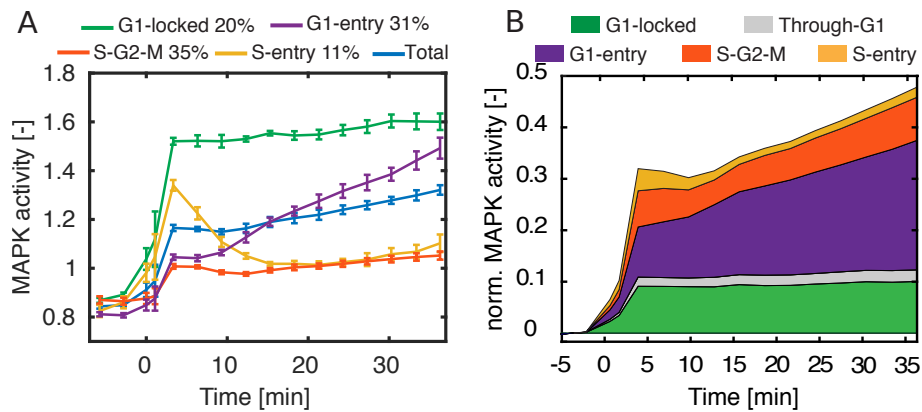 A
G1-locked 20% G1-entry 31%
S-G2-M 35% S-entry 11% Total
1.8
1.6
1.4
1.2
1
0.8
MAPK activity [-]
0 10 20 30
Time [min]
B
G1-locked Through-G1
G1-entry S-G2-M S-entry
0.5
0.4
0.3
0.2
0.1
0
norm. MAPK activity [-]
-5 0 5 10 15 20 25 30 35
Time [min]